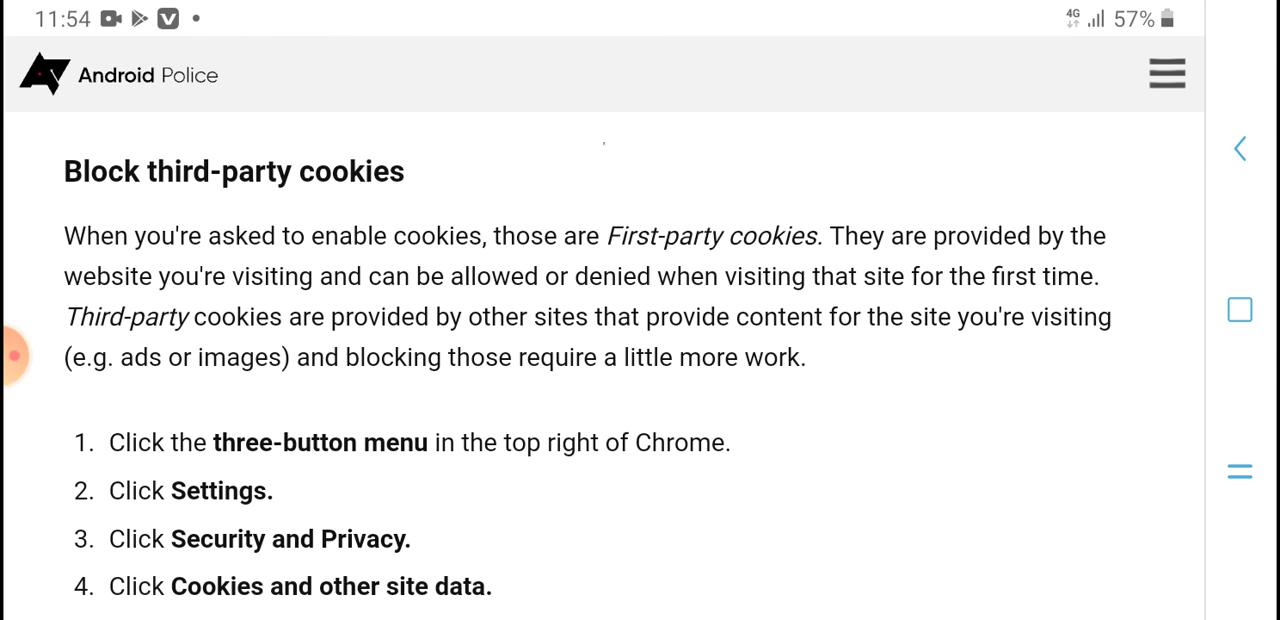 11:54 4G 57%
Android Police
Block third-party cookies
When you're asked to enable cookies, those are First-party cookies. They are provided by the
website you're visiting and can be allowed or denied when visiting that site for the first time.
Third-party cookies are provided by other sites that provide content for the site you're visiting
(e.g. ads or images) and blocking those require a little more work.
1. Click the three-button menu in the top right of Chrome.
2. Click Settings.
3. Click Security and Privacy.
4. Click Cookies and other site data.